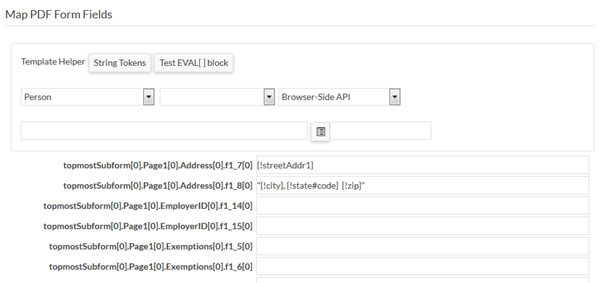 Map PDF Form Fields
Template Helper String Tokens Test EVAL[ ] block
Person Browser-Side API
topmostSubform[0].Page1[0].Address[0].f1_7[0] {!streetAddr1}
topmostSubform[0].Page1[0].Address[0].f1_8[0] "{!city}, {!state#code} {!zip}"
topmostSubform[0].Page1[0].EmployerID[0].f1_14[0]
topmostSubform[0].Page1[0].EmployerID[0].f1_15[0]
topmostSubform[0].Page1[0].Exemptions[0].f1_5[0]
topmostSubform[0].Page1[0].Exemptions[0].f1_6[0]